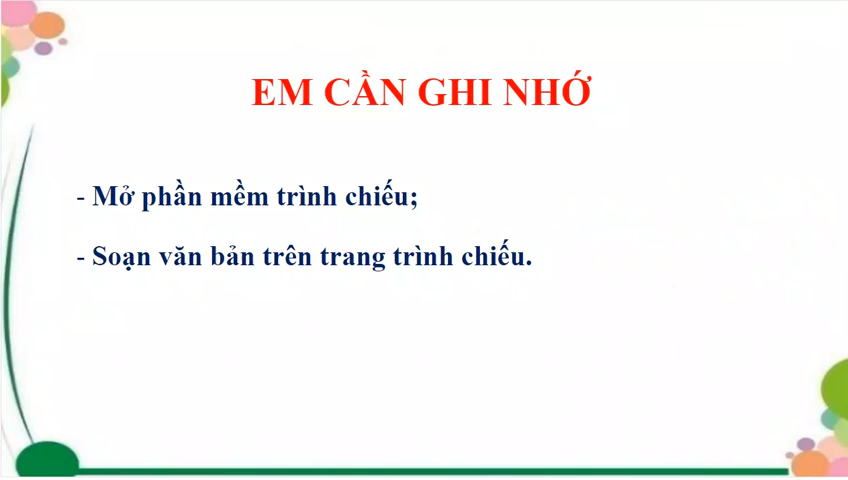 EM CẦN GHI NHỚ
- Mở phần mềm trình chiếu;
- Soạn văn bản trên trang trình chiếu.